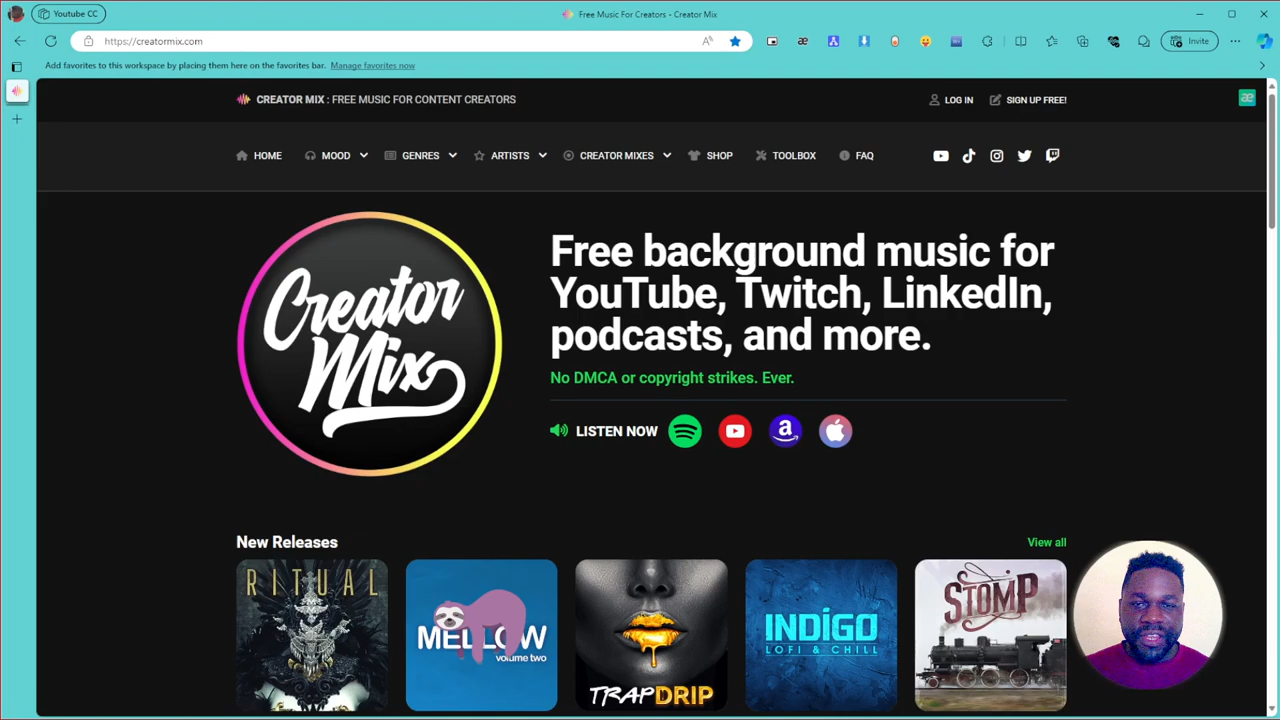 Youtube CC
Free Music For Creators - Creator Mix
https://creatormix.com
Invite
Add favorites to this workspace by placing them here on the favorites bar. Manage favorites now
CREATOR MIX : FREE MUSIC FOR CONTENT CREATORS
LOG IN
SIGN UP FREE!
HOME
MOOD
GENRES
ARTISTS
CREATOR MIXES
SHOP
TOOLBOX
FAQ
Creator
Mix
Free background music for
YouTube, Twitch, LinkedIn,
podcasts, and more.
No DMCA or copyright strikes. Ever.
LISTEN NOW
New Releases
View all
RITUAL
MELLOW
volume two
TRAPDRIP
INDIGO
LOFI & CHILL
STOMP